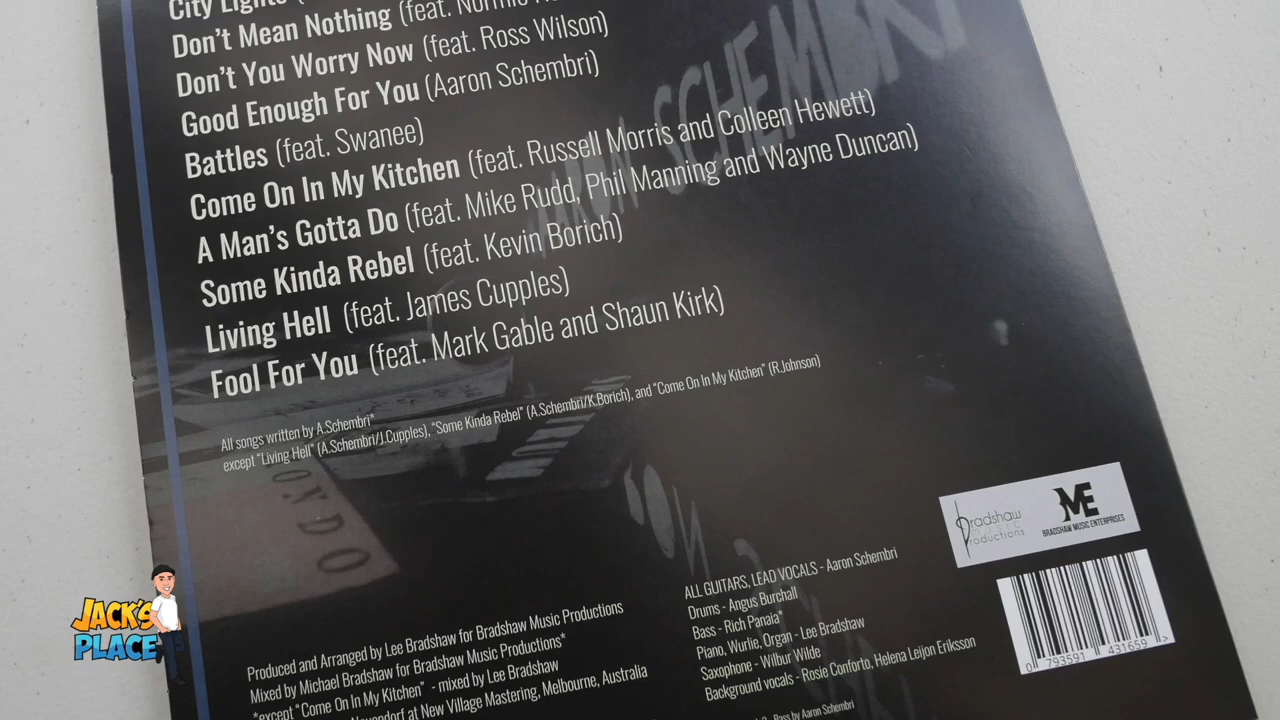 City Lights
Don't Mean Nothing (feat. Normie
Don't You Worry Now (feat. Ross Wilson)
Good Enough For You (Aaron Schembri)
Battles (feat. Swanee)
Come On In My Kitchen (feat. Russell Morris and Colleen Hewett)
A Man's Gotta Do (feat. Mike Rudd, Phil Manning and Wayne Duncan)
Some Kinda Rebel (feat. Kevin Borich)
Living Hell (feat. James Cupples)
Fool For You (feat. Mark Gable and Shaun Kirk)
All songs written by A.Schembri*
except "Living Hell" (A.Schembri/J.Cupples), "Some Kinda Rebel" (A.Schembri/K.Borich), and "Come On In My Kitchen" (R.Johnson)
AARON SCHEMBRI
ONDO
Produced and Arranged by Lee Bradshaw for Bradshaw Music Productions
Mixed by Michael Bradshaw for Bradshaw Music Productions*
*except "Come On In My Kitchen" - mixed by Lee Bradshaw
at New Village Mastering, Melbourne, Australia
ALL GUITARS, LEAD VOCALS - Aaron Schembri
Drums - Angus Burchall
Bass - Rich Panaia*
Piano, Wurlie, Organ - Lee Bradshaw
Saxophone - Wilbur Wilde
Background vocals - Rosie Conforto, Helena Leijon Eriksson
Bass by Aaron Schembri
bradshaw
music
productions
ME
BRADSHAW MUSIC ENTERPRISES
0 793591 431659 >
JACK'S
PLACE